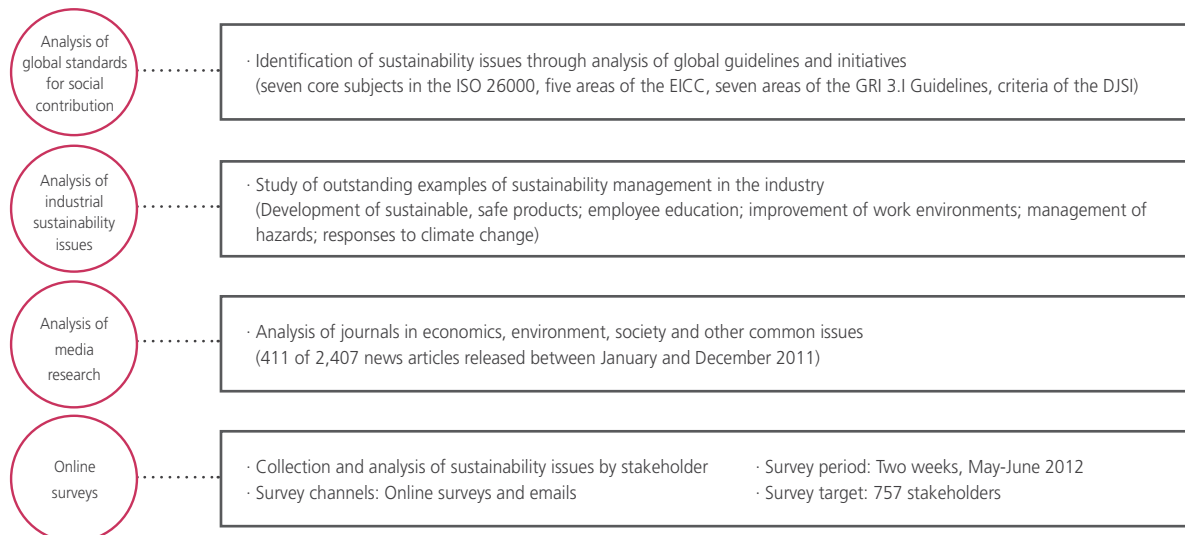 Analysis of
global standards
for social
contribution
· Identification of sustainability issues through analysis of global guidelines and initiatives
(seven core subjects in the ISO 26000, five areas of the EICC, seven areas of the GRI 3.I Guidelines, criteria of the DJSI)
Analysis of
industrial
sustainability
issues
· Study of outstanding examples of sustainability management in the industry
(Development of sustainable, safe products; employee education; improvement of work environments; management of
hazards; responses to climate change)
Analysis of
media
research
· Analysis of journals in economics, environment, society and other common issues
(411 of 2,407 news articles released between January and December 2011)
Online
surveys
· Collection and analysis of sustainability issues by stakeholder
· Survey channels: Online surveys and emails
· Survey period: Two weeks, May-June 2012
· Survey target: 757 stakeholders